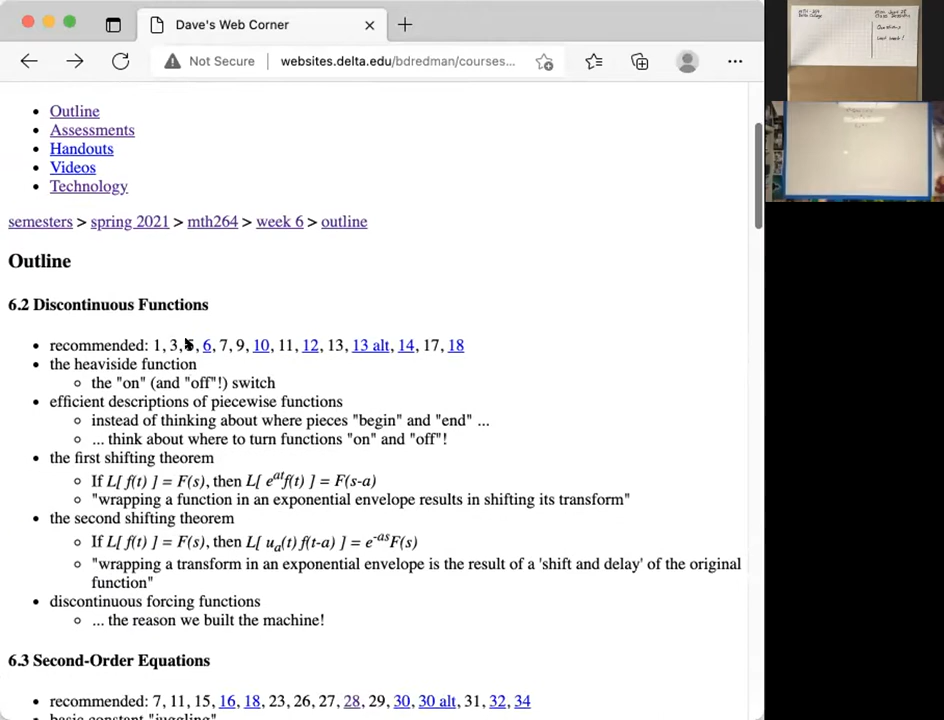 Dave's Web Corner
Not Secure websites.delta.edu/bdredman/courses...
Outline
Assessments
Handouts
Videos
Technology
semesters > spring 2021 > mth264 > week 6 > outline
Outline
6.2 Discontinuous Functions
recommended: 1, 3, 5, 6, 7, 9, 10, 11, 12, 13, 13 alt, 14, 17, 18
the heaviside function
the "on" (and "off"!) switch
efficient descriptions of piecewise functions
instead of thinking about where pieces "begin" and "end" ...
... think about where to turn functions "on" and "off"!
the first shifting theorem
If L[ f(t) ] = F(s), then L[ e^{at}f(t) ] = F(s-a)
"wrapping a function in an exponential envelope results in shifting its transform"
the second shifting theorem
If L[ f(t) ] = F(s), then L[ u_a(t) f(t-a) ] = e^{-as}F(s)
"wrapping a transform in an exponential envelope is the result of a 'shift and delay' of the original
function"
discontinuous forcing functions
... the reason we built the machine!
6.3 Second-Order Equations
recommended: 7, 11, 15, 16, 18, 23, 26, 27, 28, 29, 30, 30 alt, 31, 32, 34
basic constant "juggling"
Delta College
Questions